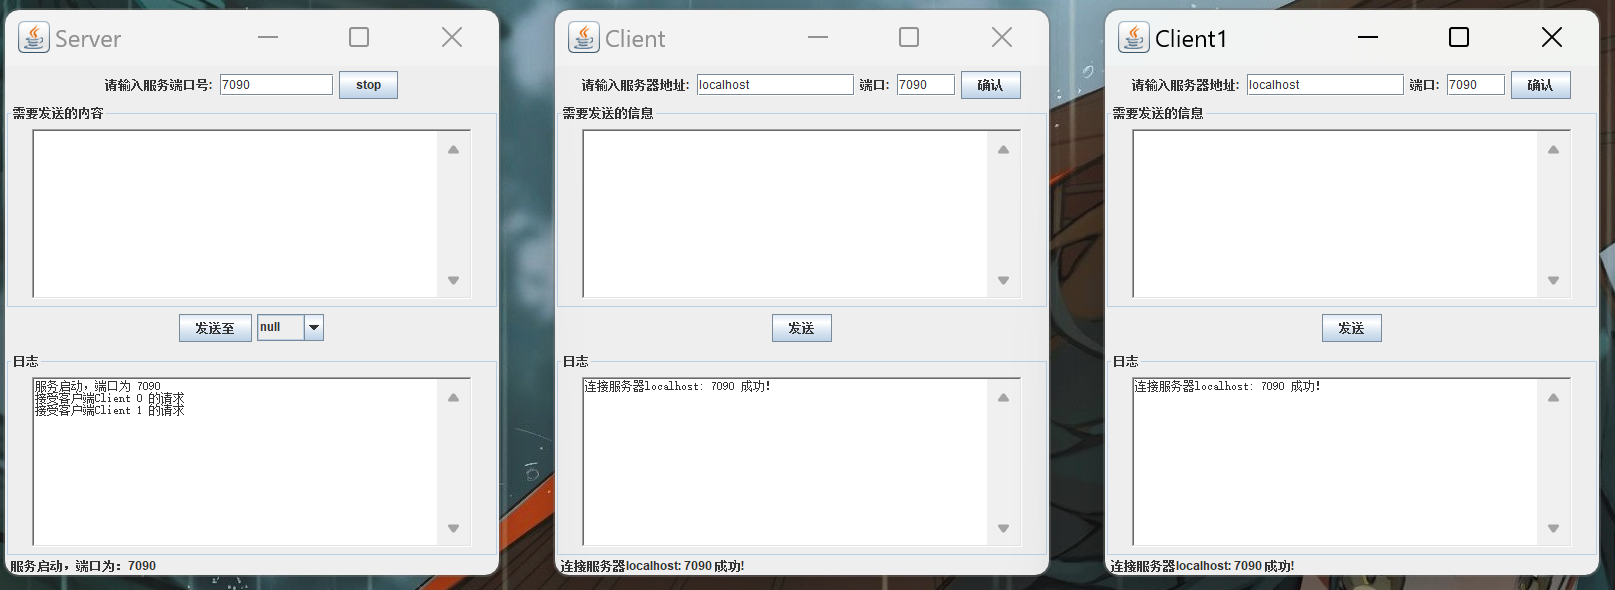 Server
请输入服务端口号: 7090 stop
需要发送的内容
发送至 null
日志
服务启动，端口为 7090
接受客户端Client 0 的请求
接受客户端Client 1 的请求
服务启动，端口为: 7090
Client
请输入服务器地址: localhost 端口: 7090 确认
需要发送的信息
发送
日志
连接服务器localhost: 7090 成功!
连接服务器localhost: 7090 成功!
Client1
请输入服务器地址: localhost 端口: 7090 确认
需要发送的信息
发送
日志
连接服务器localhost: 7090 成功!
连接服务器localhost: 7090 成功!